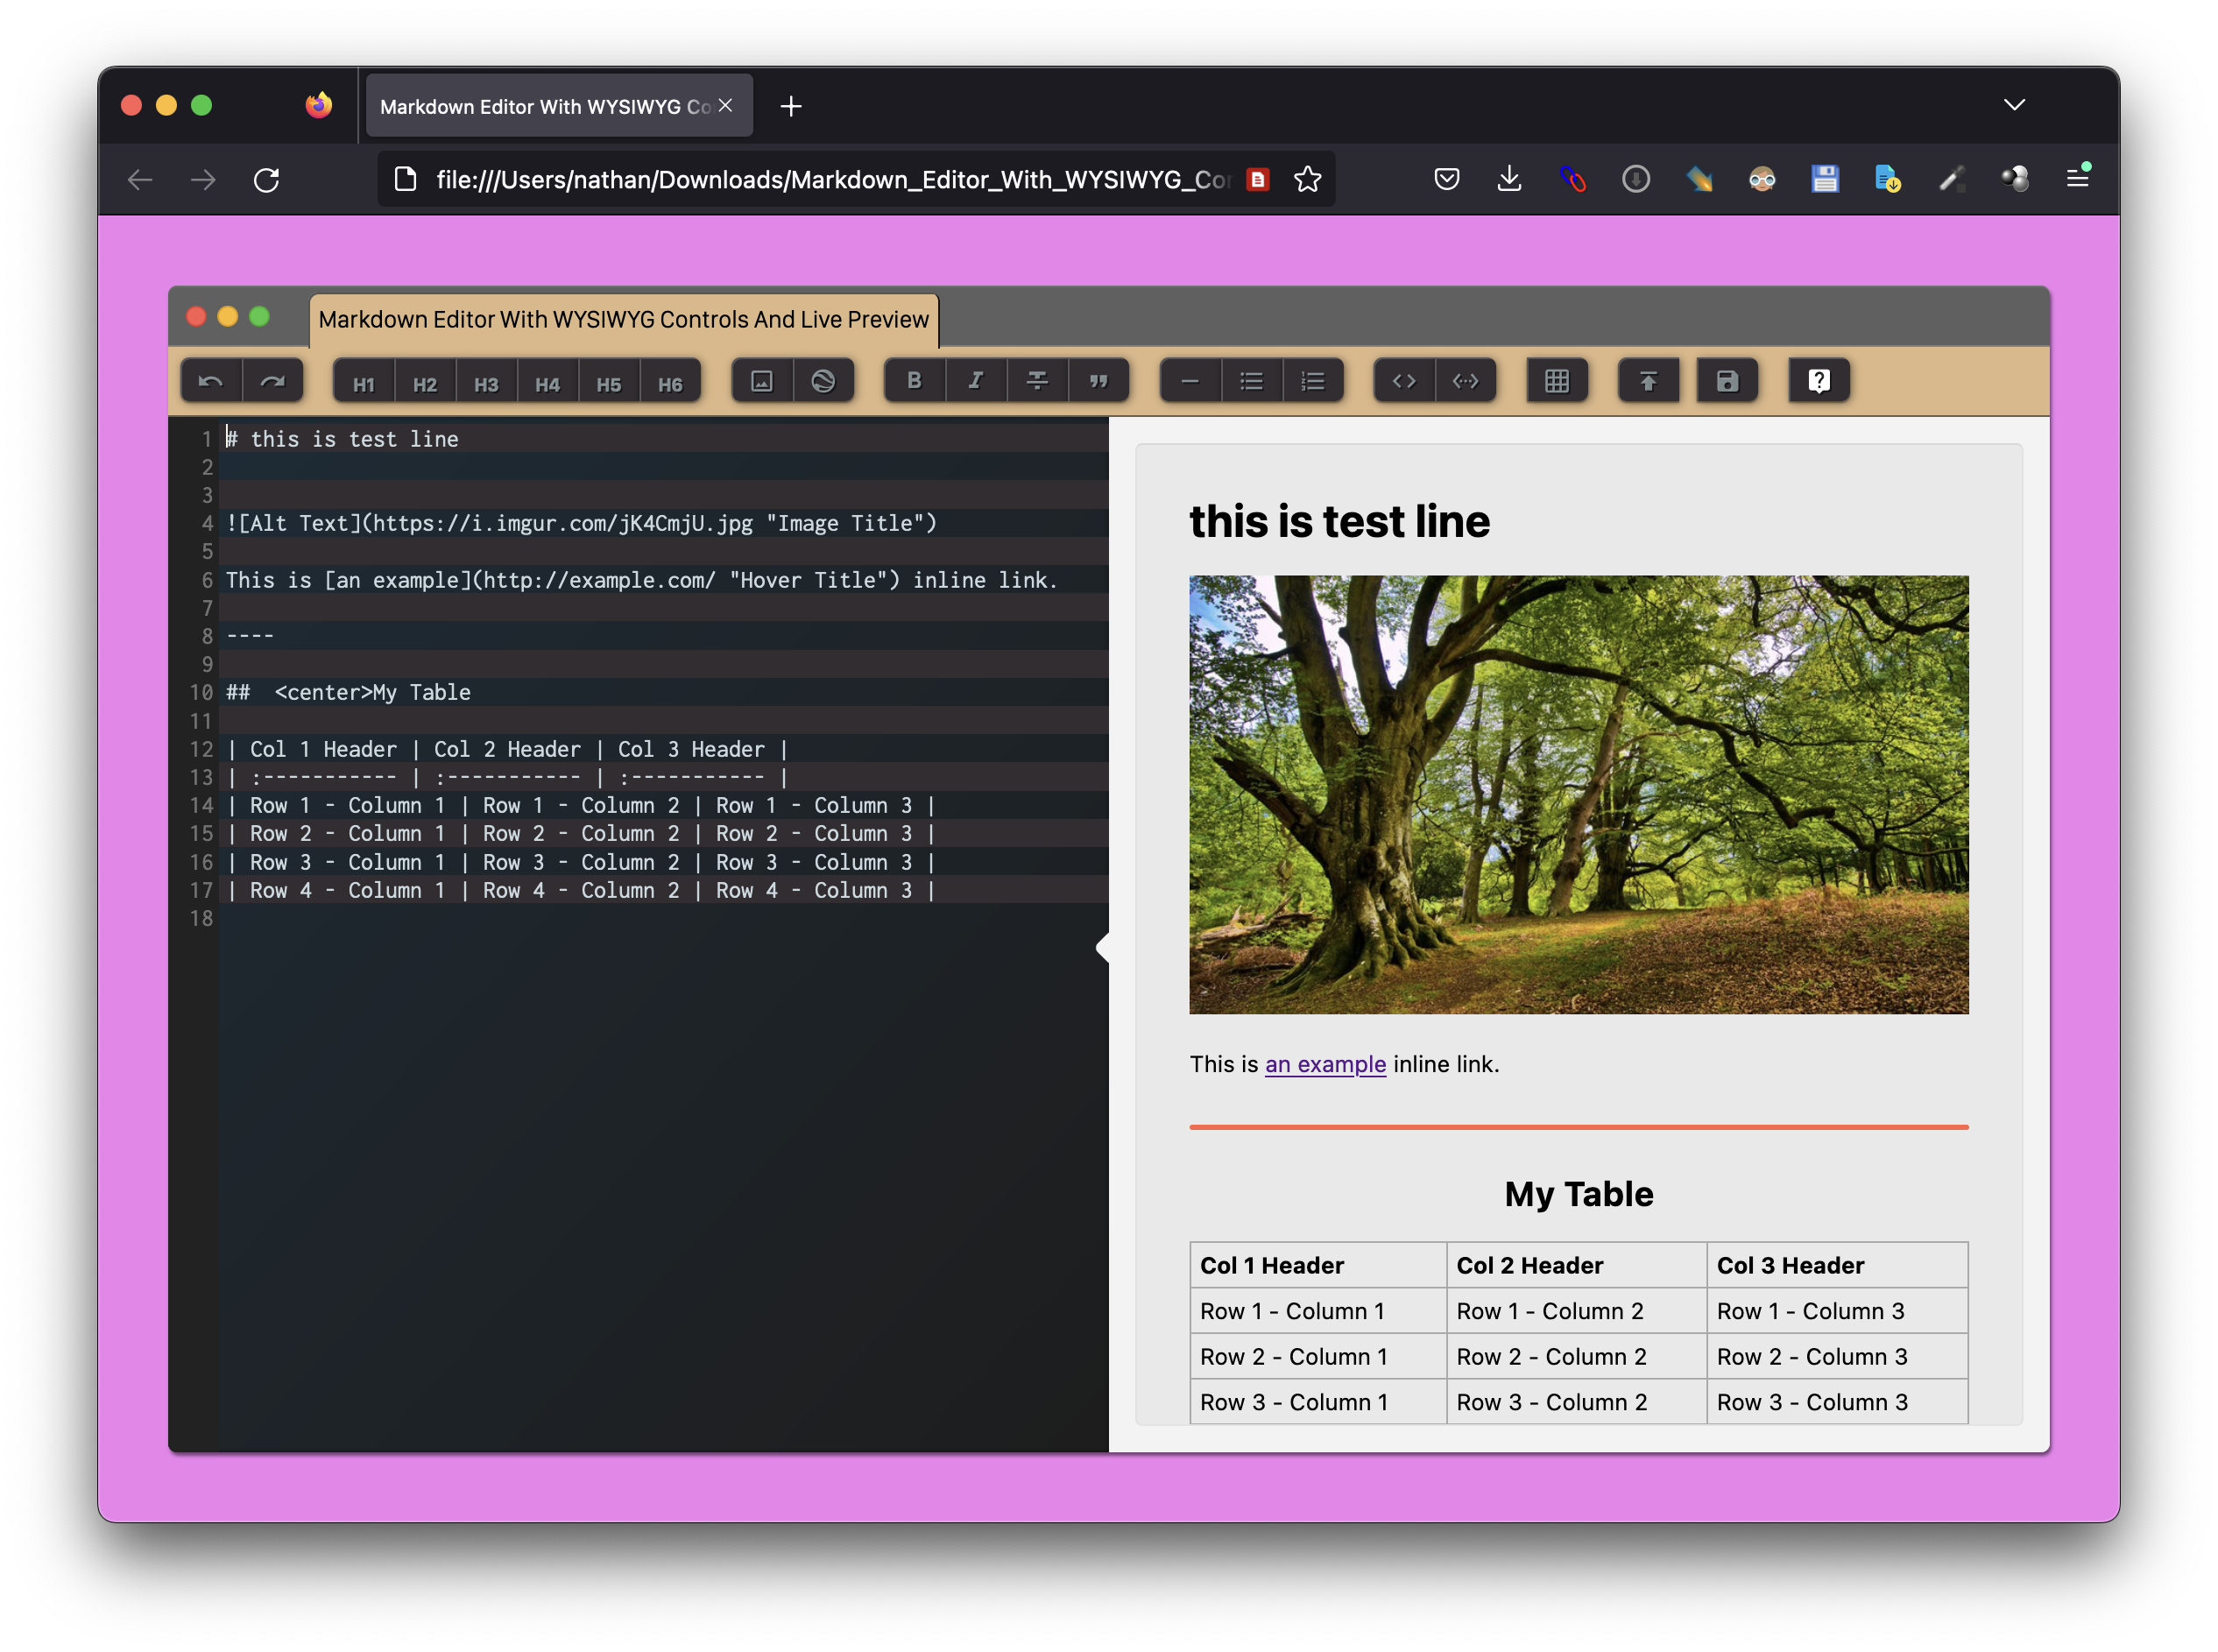 Markdown Editor With WYSIWYG Co
file:///Users/nathan/Downloads/Markdown_Editor_With_WYSIWYG_Cor
Markdown Editor With WYSIWYG Controls And Live Preview
H1 H2 H3 H4 H5 H6 B I
1 # this is test line
2
3
4 ![Alt Text](https://i.imgur.com/jK4CmjU.jpg "Image Title")
5
6 This is [an example](http://example.com/ "Hover Title") inline link.
7
8 ----
9
10 ##  <center>My Table
11
12 | Col 1 Header | Col 2 Header | Col 3 Header |
13 | :----------- | :----------- | :----------- |
14 | Row 1 - Column 1 | Row 1 - Column 2 | Row 1 - Column 3 |
15 | Row 2 - Column 1 | Row 2 - Column 2 | Row 2 - Column 3 |
16 | Row 3 - Column 1 | Row 3 - Column 2 | Row 3 - Column 3 |
17 | Row 4 - Column 1 | Row 4 - Column 2 | Row 4 - Column 3 |
18
this is test line
This is an example inline link.
My Table
Col 1 Header Col 2 Header Col 3 Header
Row 1 - Column 1 Row 1 - Column 2 Row 1 - Column 3
Row 2 - Column 1 Row 2 - Column 2 Row 2 - Column 3
Row 3 - Column 1 Row 3 - Column 2 Row 3 - Column 3